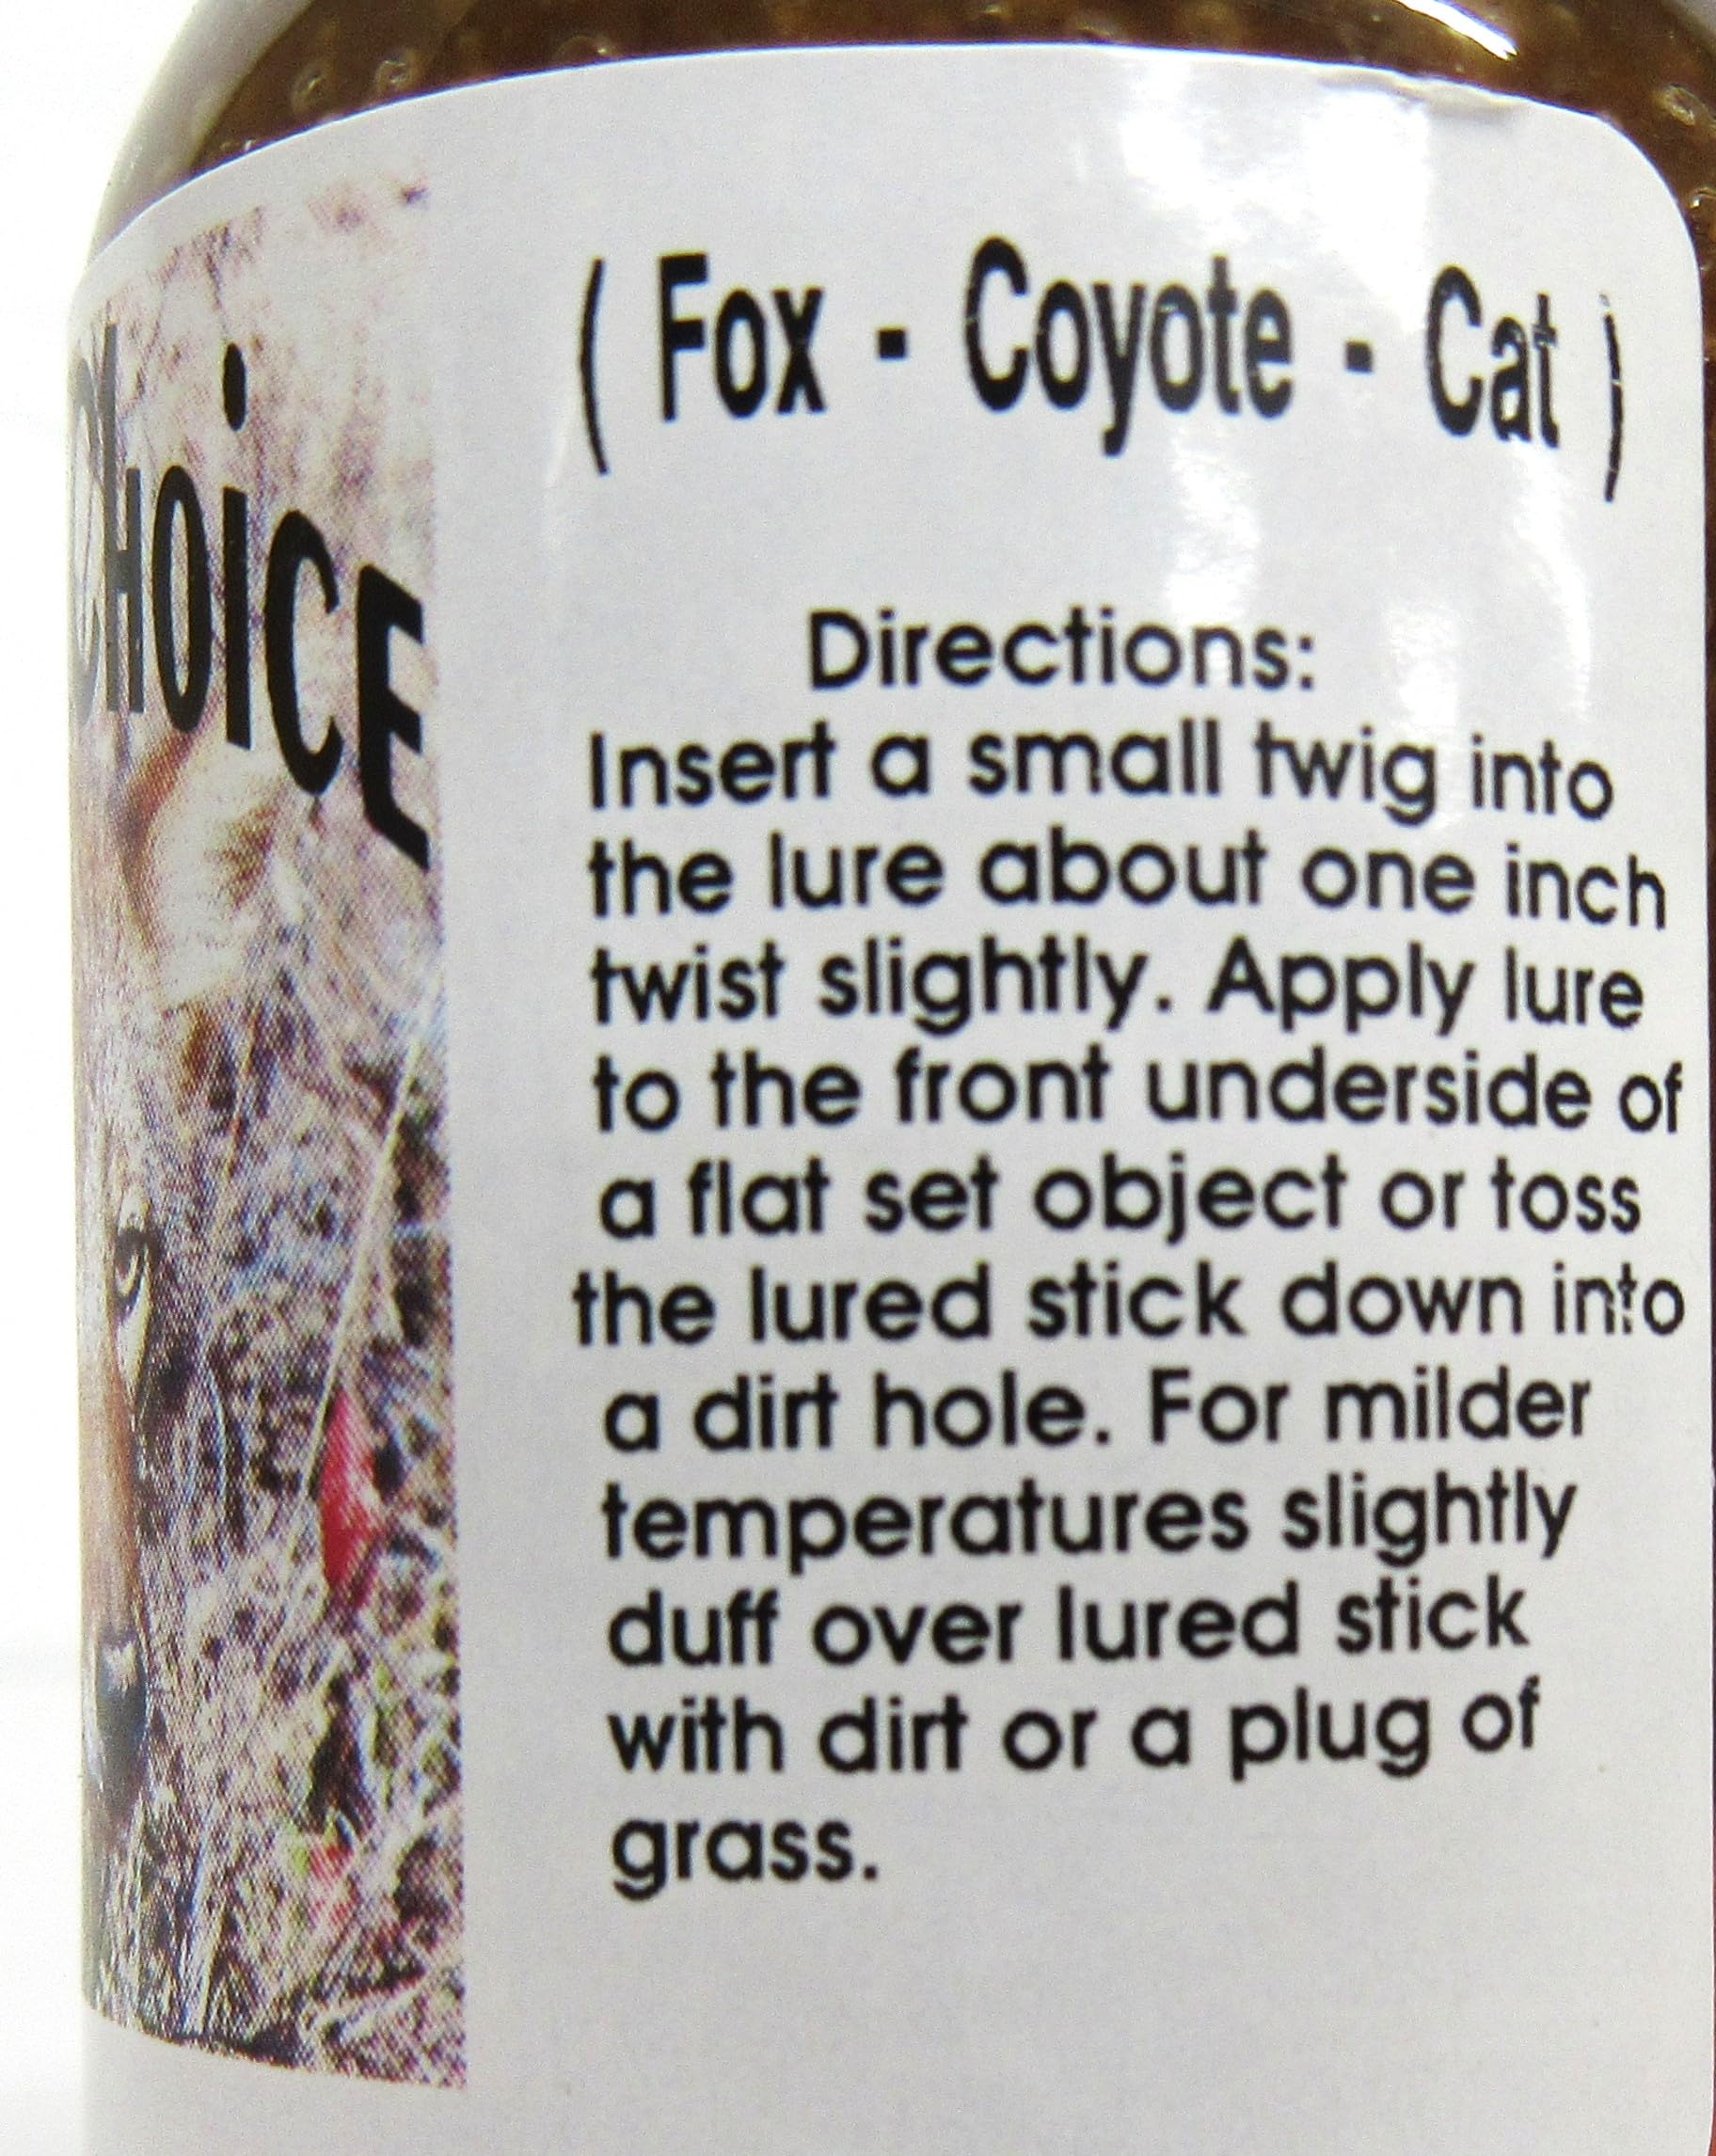 CHOiCE
( Fox - Coyote - Cat )
Directions:
Insert a small twig into
the lure about one inch
twist slightly. Apply lure
to the front underside of
a flat set object or toss
the lured stick down into
a dirt hole. For milder
temperatures slightly
duff over lured stick
with dirt or a plug of
grass.